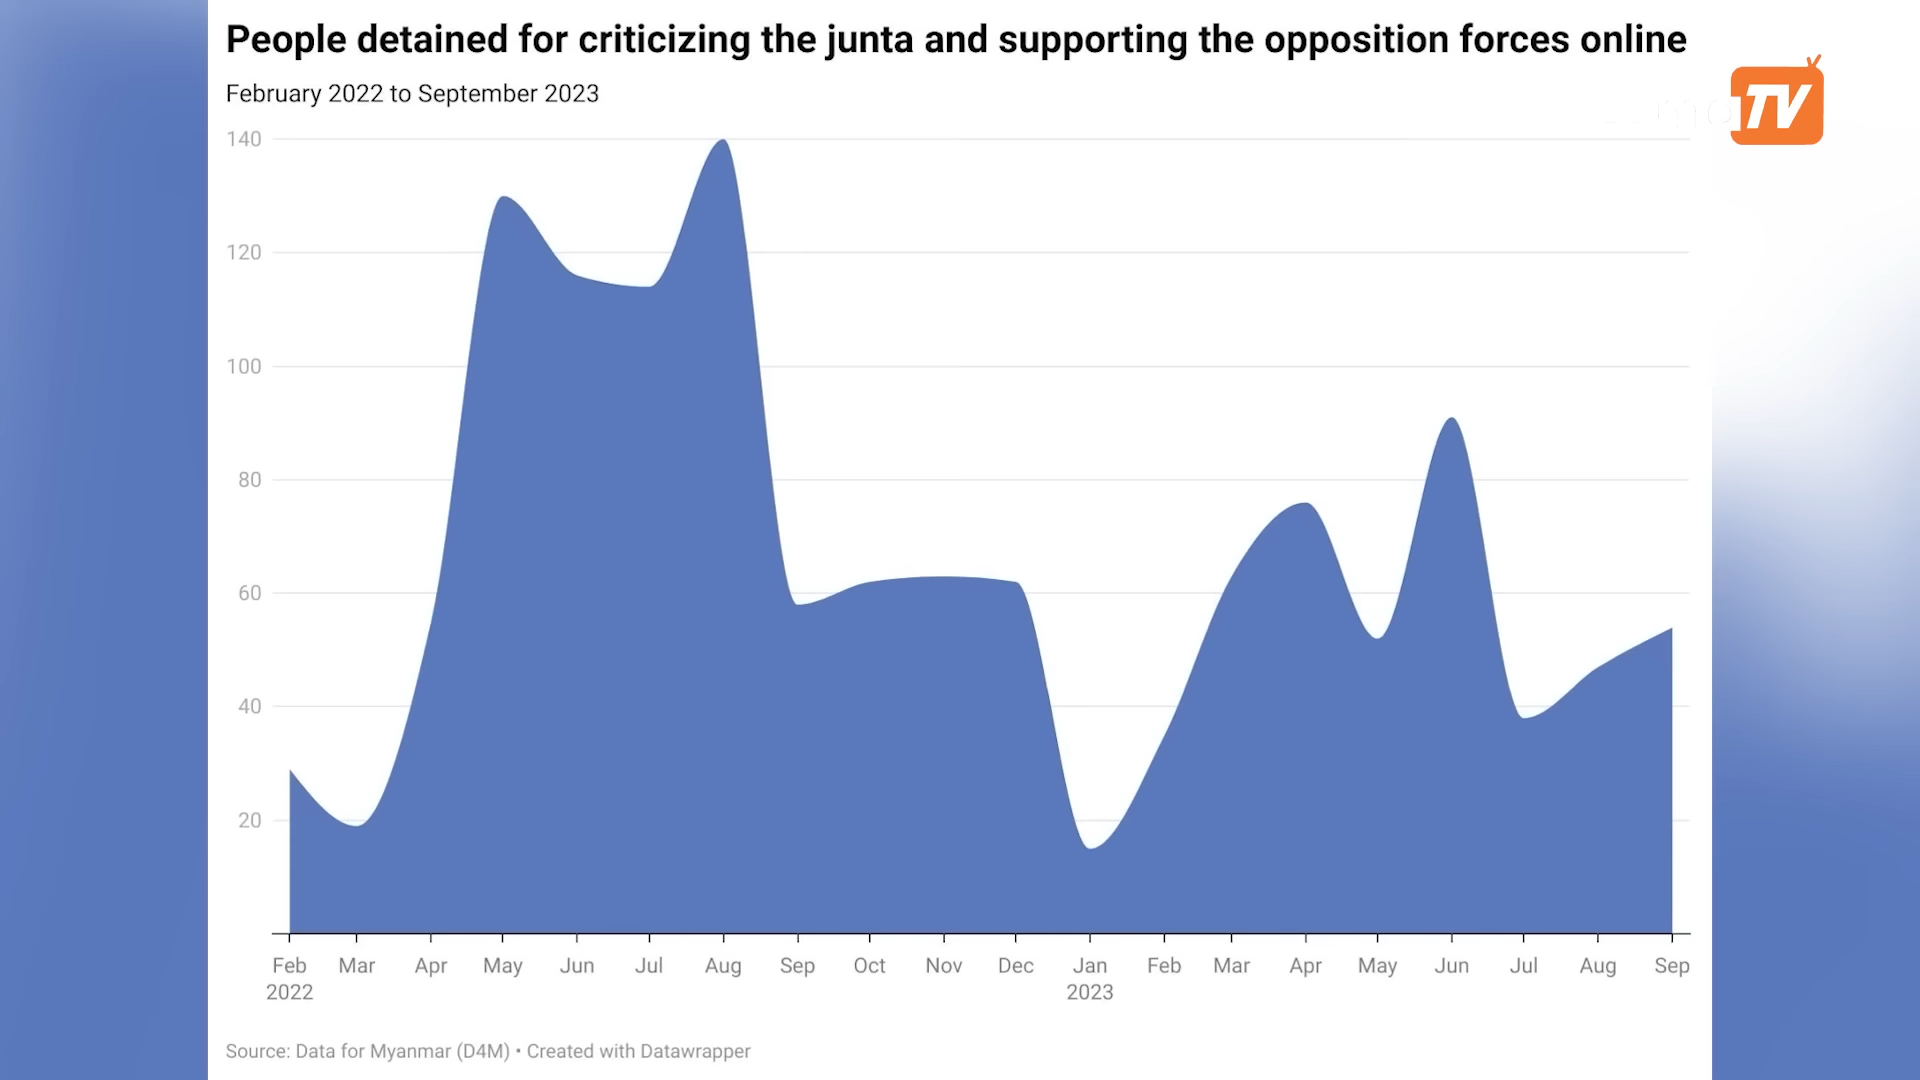 People detained for criticizing the junta and supporting the opposition forces online
February 2022 to September 2023
TV
140
120
100
80
60
40
20
Feb Mar Apr May Jun Jul Aug Sep Oct Nov Dec Jan Feb Mar Apr May Jun Jul Aug Sep
2022 2023
Source: Data for Myanmar (D4M) • Created with Datawrapper